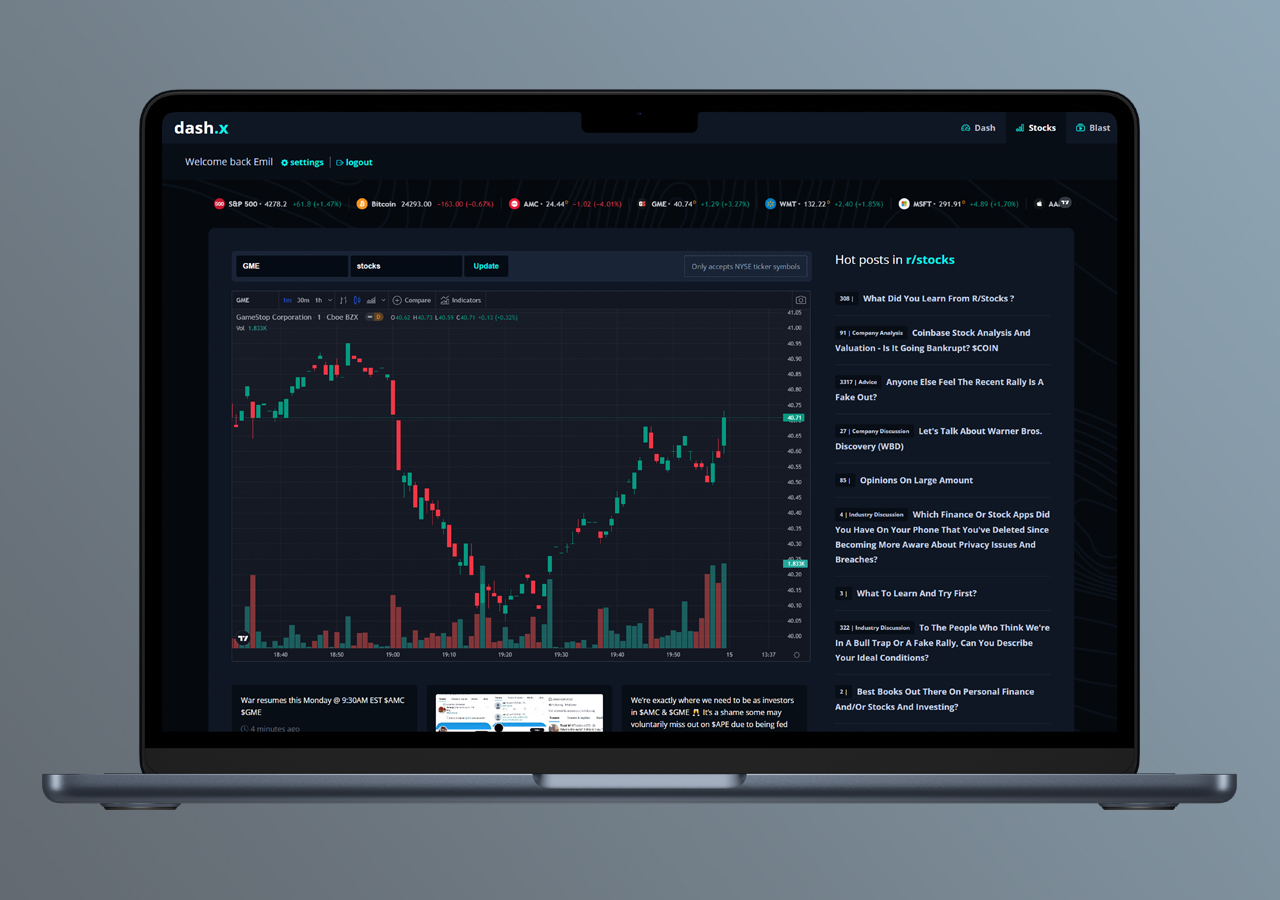 dash.x
Dash
Stocks
Blast
Welcome back Emil settings | logout
S&P 500 • 4278.2 +61.8 (+1.47%)
Bitcoin 24293.00 −163.00 (−0.67%)
AMC • 24.44 D −1.02 (−4.01%)
GME • 40.74 D +1.29 (+3.27%)
WMT • 132.22 D +2.40 (+1.85%)
MSFT • 291.91 D +4.89 (+1.70%)
GME
stocks
Update
Only accepts NYSE ticker symbols
GME 1m 30m 1h Compare Indicators
GameStop Corporation 1 Cboe BZX D O40.62 H40.73 L40.59 C40.71 +0.13 (+0.32%)
Vol 1.833K
41.05
41.00
40.95
40.90
40.85
40.80
40.75
40.71
40.65
40.60
40.55
40.50
40.45
40.40
40.35
40.30
40.25
1.833K
40.20
40.15
40.10
40.05
40.00
18:40 18:50 19:00 19:10 19:20 19:30 19:40 19:50 15 13:37
War resumes this Monday @ 9:30AM EST $AMC
$GME
4 minutes ago
We're exactly where we need to be as investors
in $AMC & $GME It's a shame some may
voluntarily miss out on $APE due to being fed
Hot posts in r/stocks
308 | What Did You Learn From R/Stocks ?
91 | Company Analysis Coinbase Stock Analysis And
Valuation - Is It Going Bankrupt? $COIN
3317 | Advice Anyone Else Feel The Recent Rally Is A
Fake Out?
27 | Company Discussion Let's Talk About Warner Bros.
Discovery (WBD)
85 | Opinions On Large Amount
4 | Industry Discussion Which Finance Or Stock Apps Did
You Have On Your Phone That You've Deleted Since
Becoming More Aware About Privacy Issues And
Breaches?
3 | What To Learn And Try First?
322 | Industry Discussion To The People Who Think We're
In A Bull Trap Or A Fake Rally, Can You Describe
Your Ideal Conditions?
2 | Best Books Out There On Personal Finance
And/Or Stocks And Investing?